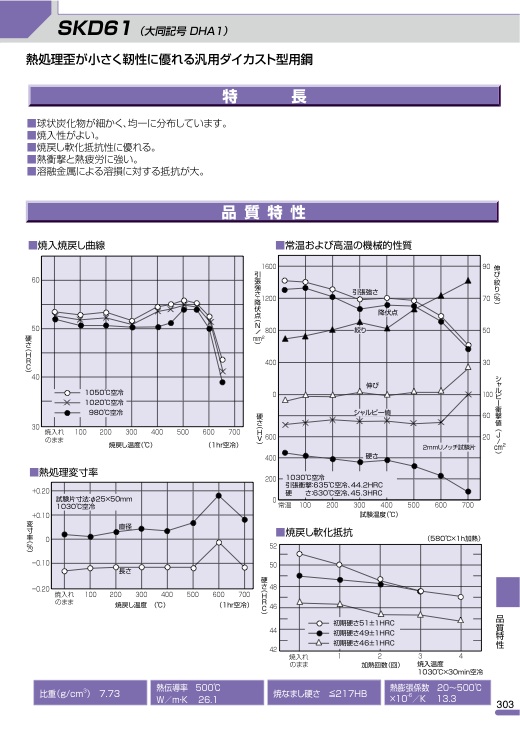 SKD61 (大同記号 DHA1)
熱処理歪が小さく靭性に優れる汎用ダイカスト型用鋼
特 長
■球状炭化物が細かく、均一に分布しています。
■焼入性がよい。
■焼戻し軟化抵抗性に優れる。
■熱衝撃と熱疲労に強い。
■溶融金属による溶損に対する抵抗が大。
品 質 特 性
■焼入焼戻し曲線
硬さ(HRC)
60
50
40
30
1050℃空冷
1020℃空冷
980℃空冷
焼入れのまま 100 200 300 400 500 600 700
焼戻し温度(℃) (1hr空冷)
■常温および高温の機械的性質
引張強さ・降伏点(N/mm²)
1600
1200
800
400
0
伸び・絞り(%)
90
70
50
30
引張強さ
降伏点
絞り
伸び
シャルピー値
シャルピー衝撃値(J/cm²)
100
60
20
2mmUノッチ試験片
硬さ(HV)
600
400
200
0
硬さ
1030℃空冷
引張衝撃:635℃空冷、44.2HRC
硬 さ:630℃空冷、45.3HRC
常温 100 200 300 400 500 600 700
試験温度(℃)
■熱処理変寸率
変寸率(%)
+0.20
+0.10
0
-0.10
-0.20
試験片寸法:φ25×50mm
1030℃空冷
直径
長さ
焼入れのまま 100 200 300 400 500 600 700
焼戻し温度 (℃) (1hr空冷)
■焼戻し軟化抵抗
(580℃×1h加熱)
硬さ(HRC)
52
50
48
46
44
42
初期硬さ51±1HRC
初期硬さ49±1HRC
初期硬さ46±1HRC
焼入れのまま 1 2 3 4
加熱回数(回) 焼入温度
1030℃×30min空冷
品質特性
比重(g/cm³) 7.73
熱伝導率 500℃
W/m·K 26.1
焼なまし硬さ ≦217HB
熱膨張係数 20〜500℃
×10⁻⁶/K 13.3
303